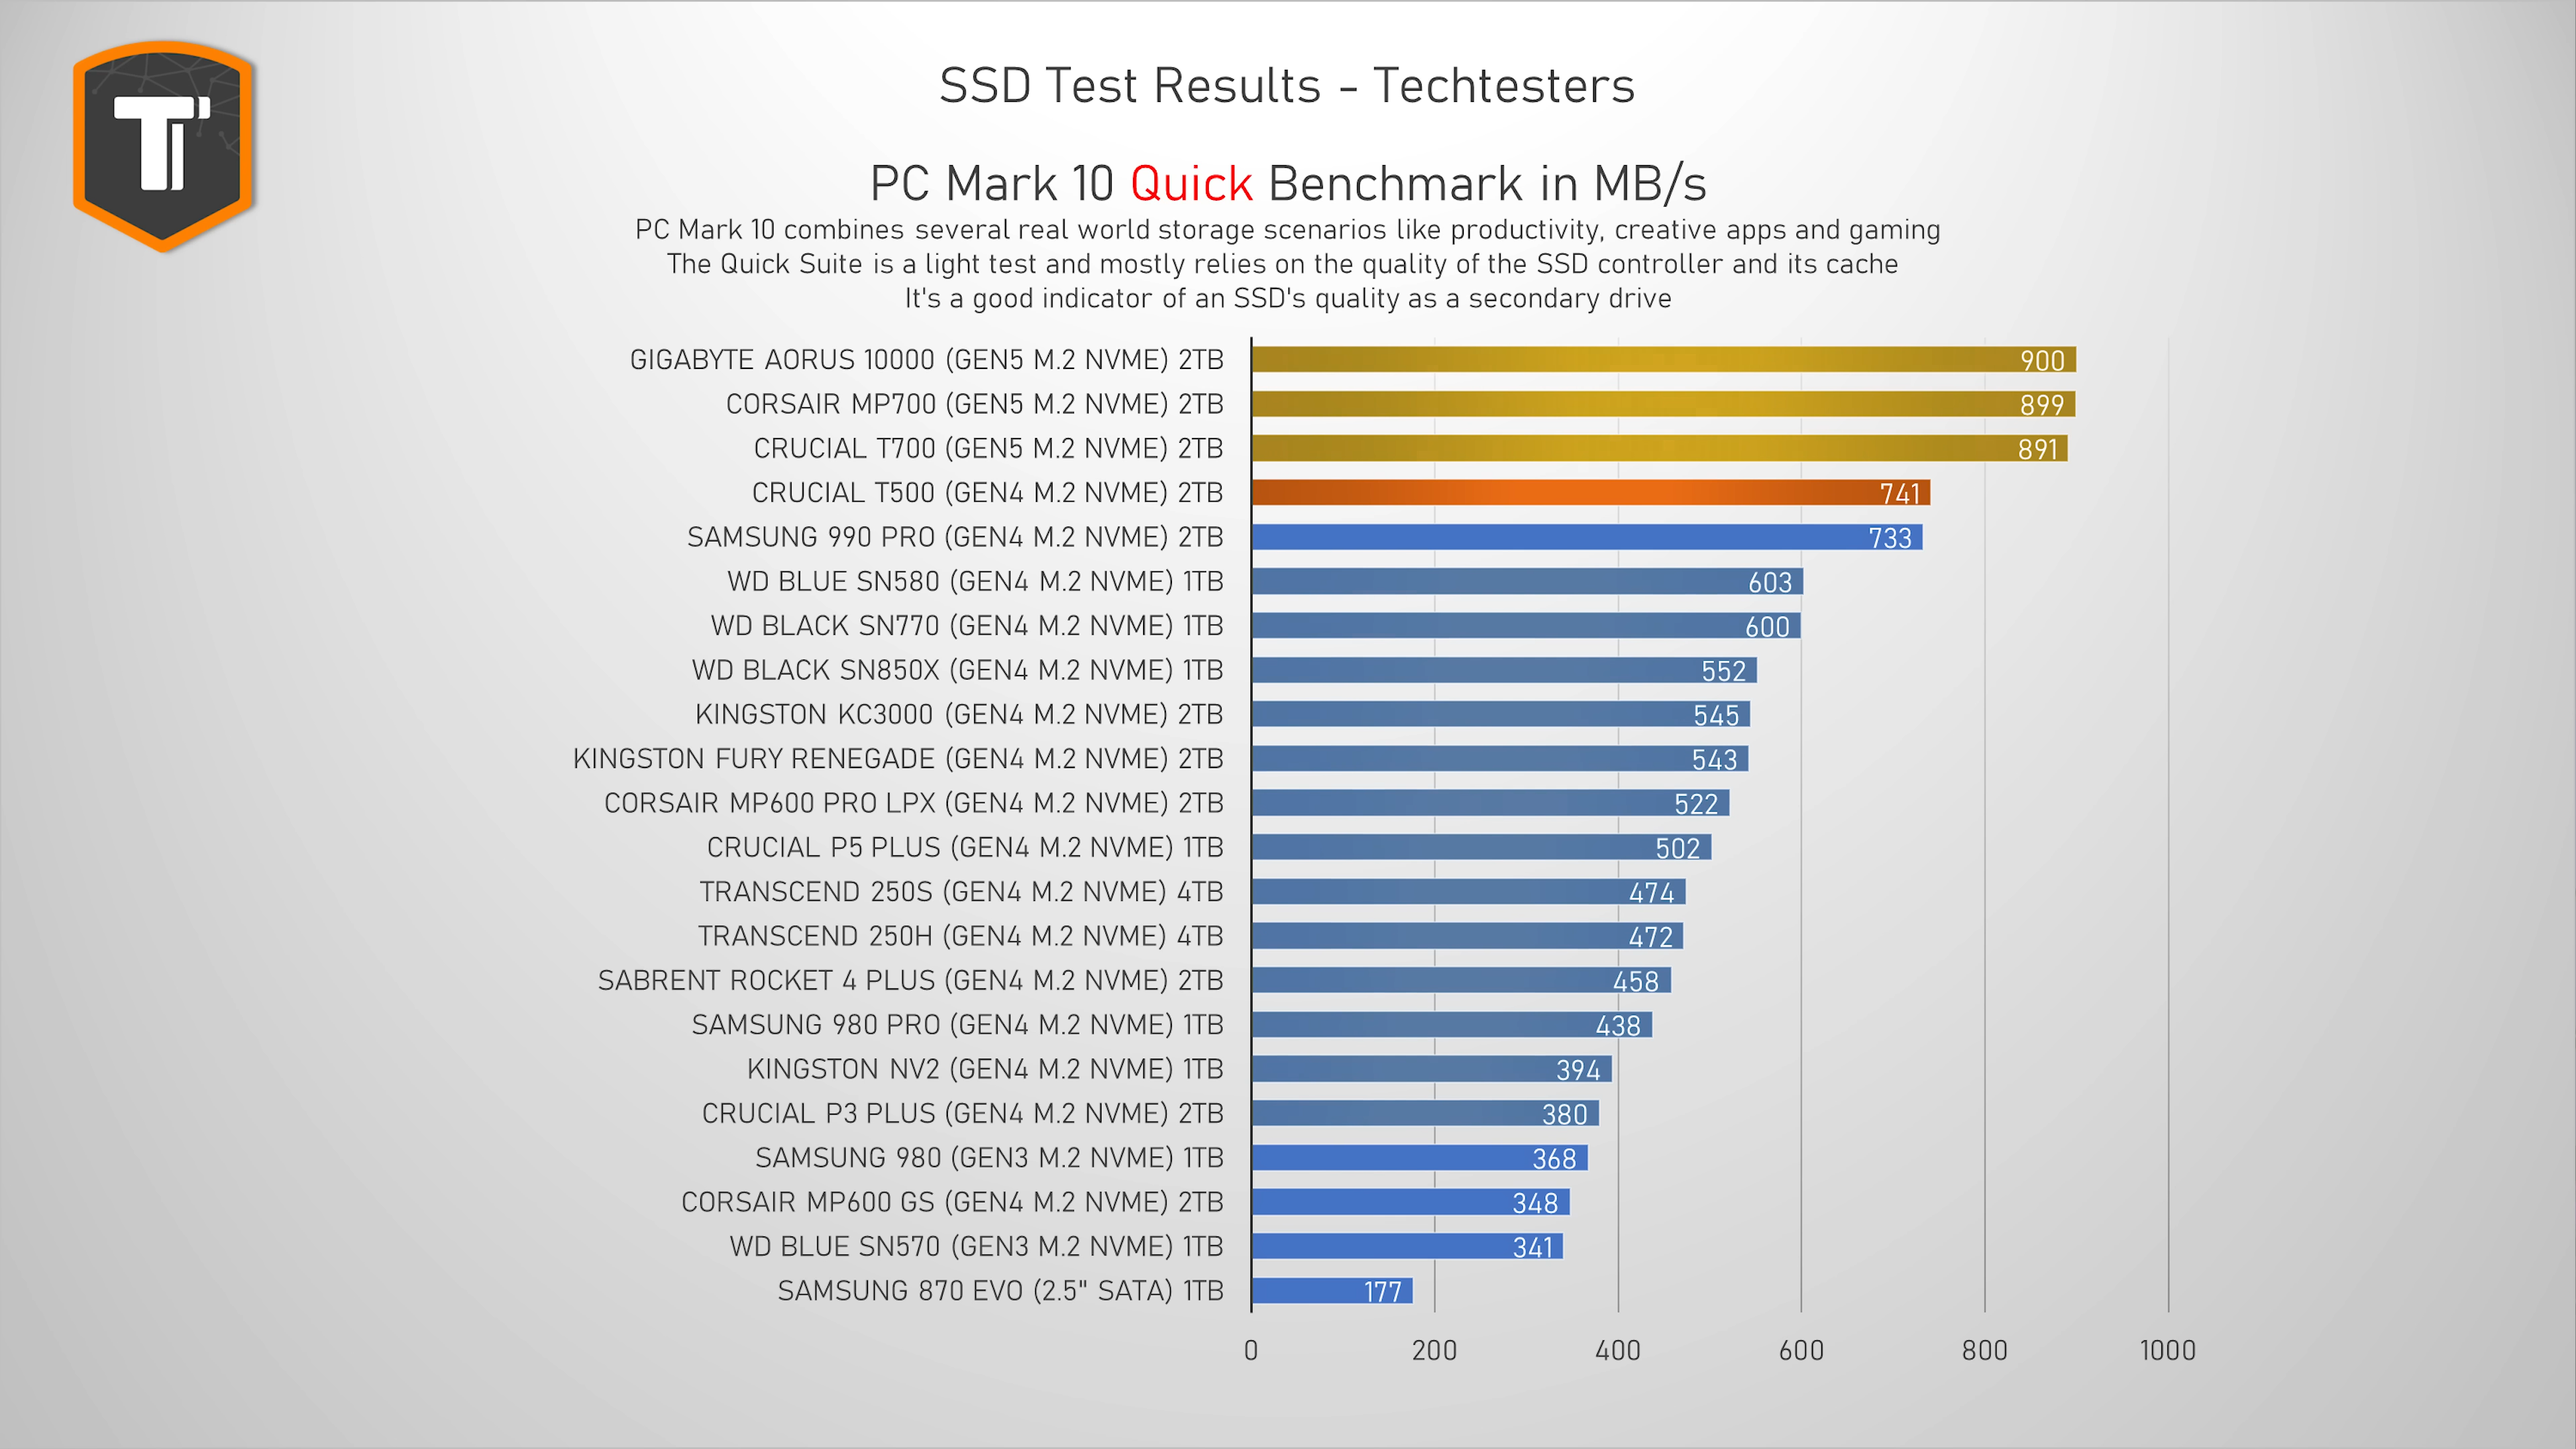 SSD Test Results - Techtesters
PC Mark 10 Quick Benchmark in MB/s
PC Mark 10 combines several real world storage scenarios like productivity, creative apps and gaming
The Quick Suite is a light test and mostly relies on the quality of the SSD controller and its cache
It's a good indicator of an SSD's quality as a secondary drive
GIGABYTE AORUS 10000 (GEN5 M.2 NVME) 2TB 900
CORSAIR MP700 (GEN5 M.2 NVME) 2TB 899
CRUCIAL T700 (GEN5 M.2 NVME) 2TB 891
CRUCIAL T500 (GEN4 M.2 NVME) 2TB 741
SAMSUNG 990 PRO (GEN4 M.2 NVME) 2TB 733
WD BLUE SN580 (GEN4 M.2 NVME) 1TB 603
WD BLACK SN770 (GEN4 M.2 NVME) 1TB 600
WD BLACK SN850X (GEN4 M.2 NVME) 1TB 552
KINGSTON KC3000 (GEN4 M.2 NVME) 2TB 545
KINGSTON FURY RENEGADE (GEN4 M.2 NVME) 2TB 543
CORSAIR MP600 PRO LPX (GEN4 M.2 NVME) 2TB 522
CRUCIAL P5 PLUS (GEN4 M.2 NVME) 1TB 502
TRANSCEND 250S (GEN4 M.2 NVME) 4TB 474
TRANSCEND 250H (GEN4 M.2 NVME) 4TB 472
SABRENT ROCKET 4 PLUS (GEN4 M.2 NVME) 2TB 458
SAMSUNG 980 PRO (GEN4 M.2 NVME) 1TB 438
KINGSTON NV2 (GEN4 M.2 NVME) 1TB 394
CRUCIAL P3 PLUS (GEN4 M.2 NVME) 2TB 380
SAMSUNG 980 (GEN3 M.2 NVME) 1TB 368
CORSAIR MP600 GS (GEN4 M.2 NVME) 2TB 348
WD BLUE SN570 (GEN3 M.2 NVME) 1TB 341
SAMSUNG 870 EVO (2.5" SATA) 1TB 177
0 200 400 600 800 1000